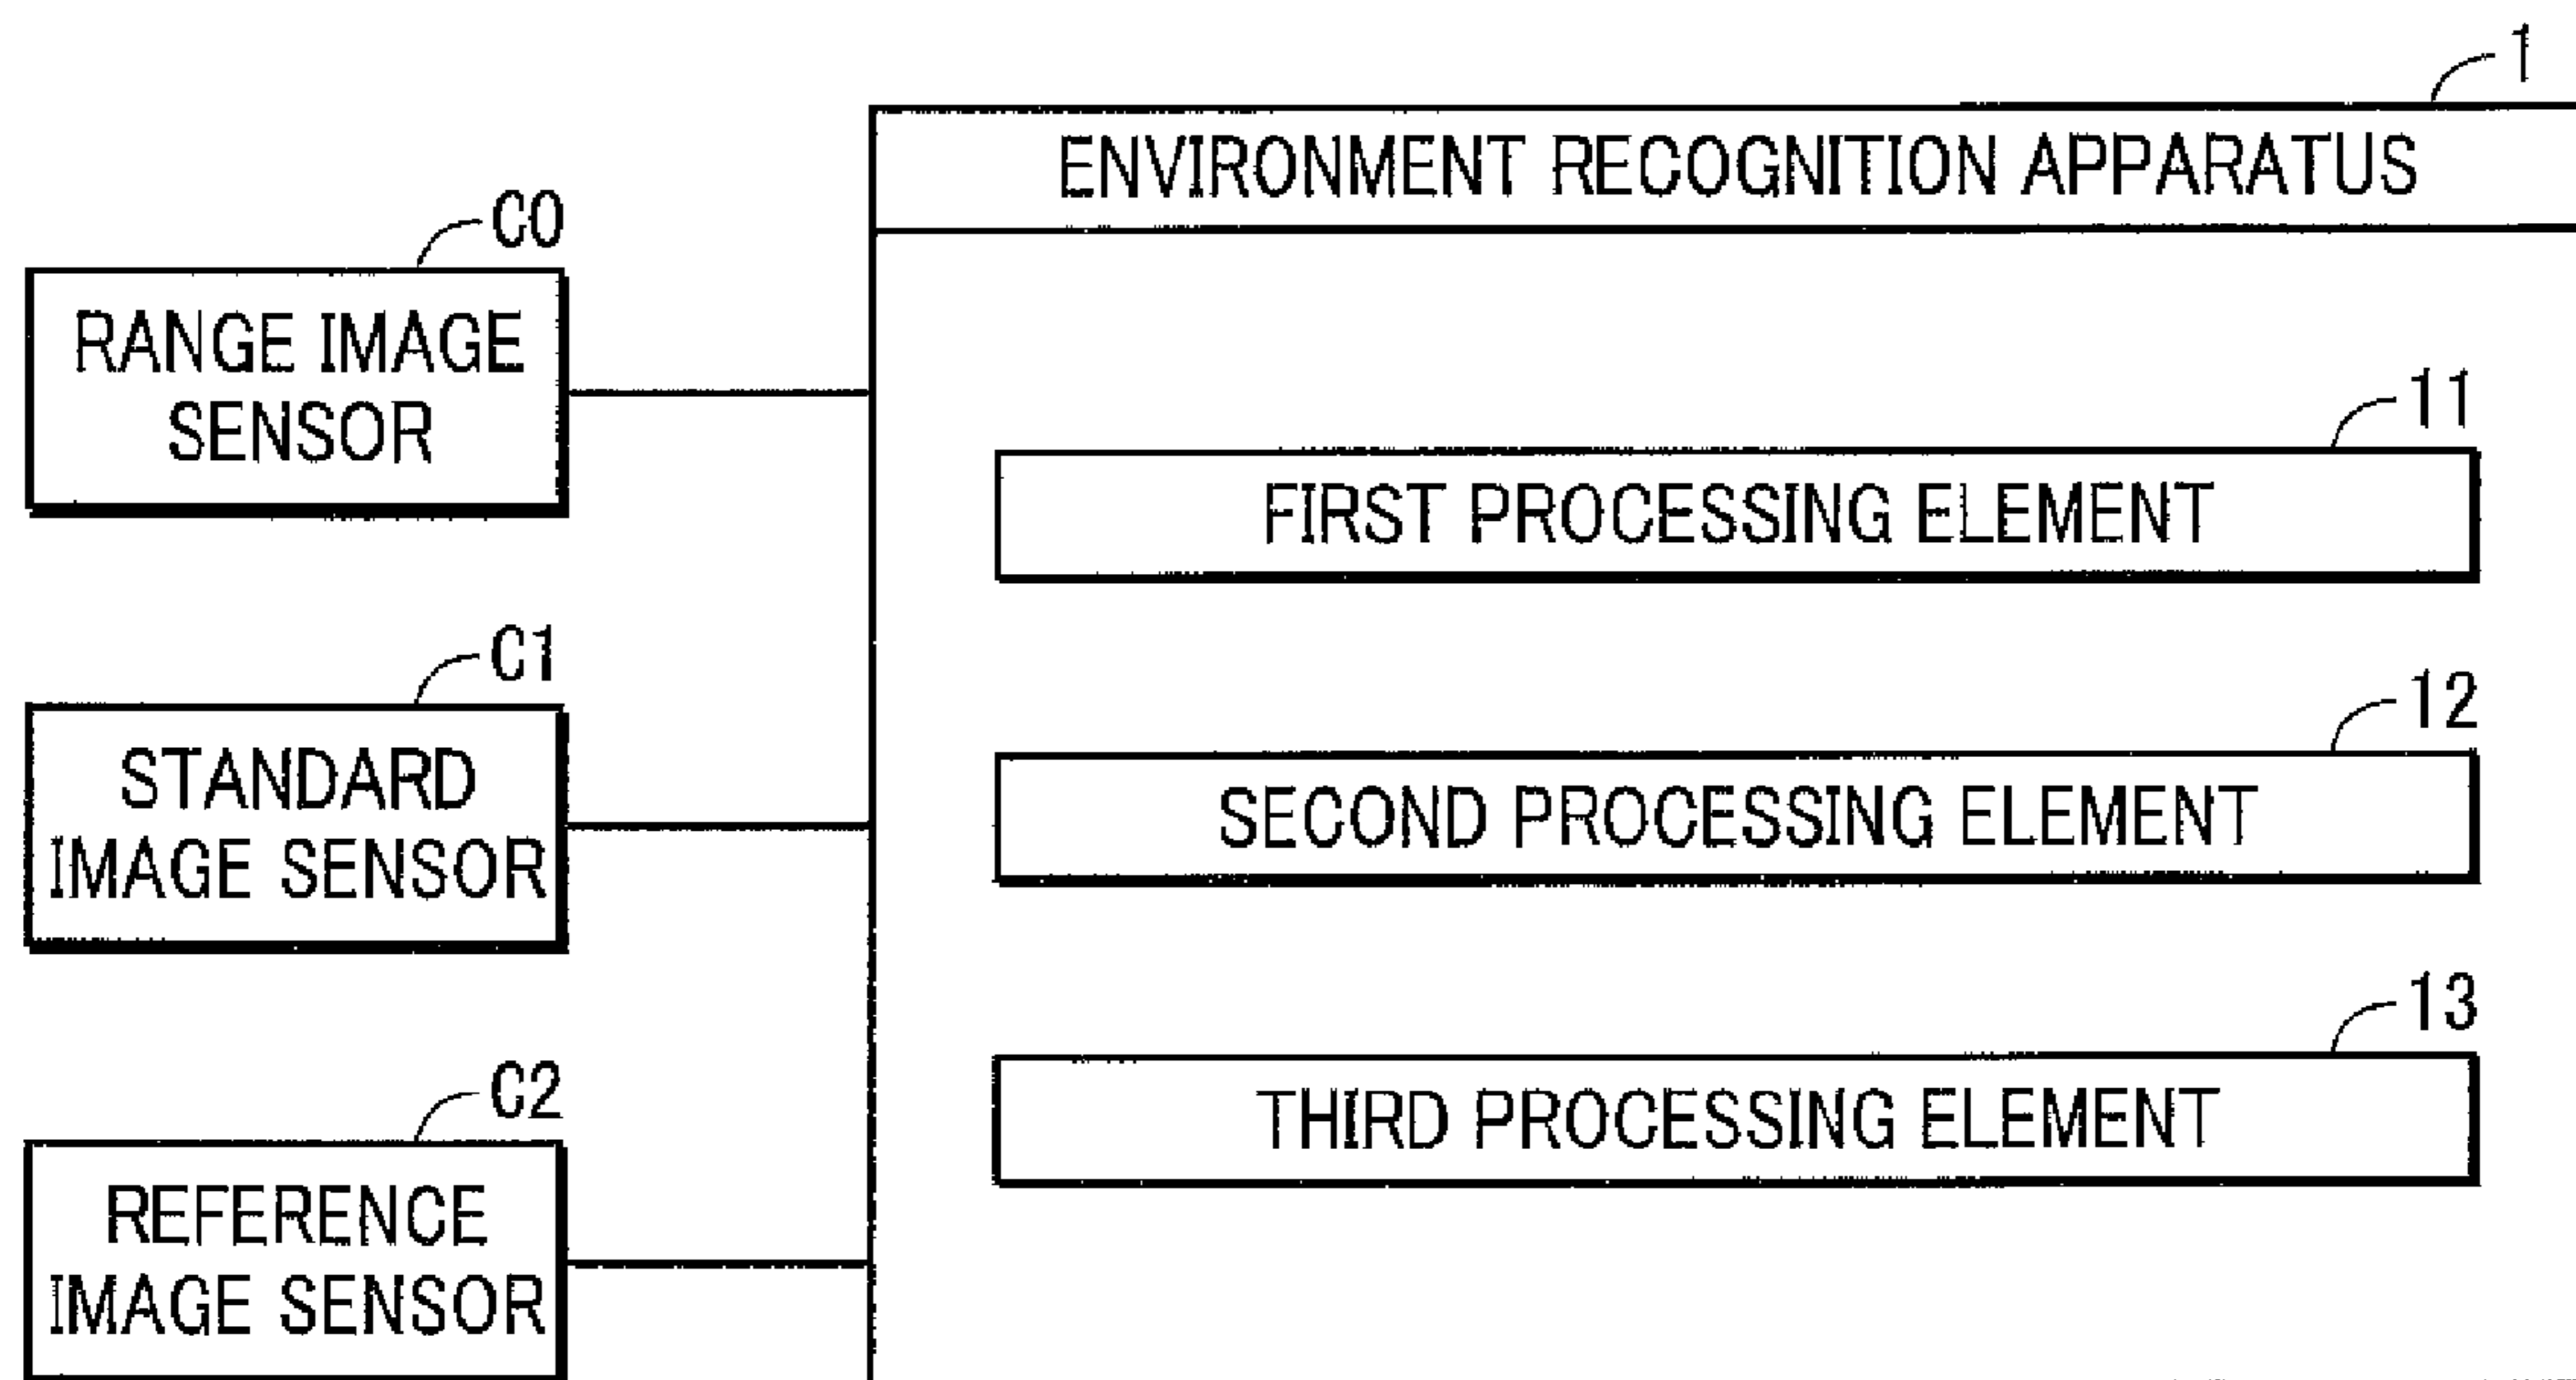 1
ENVIRONMENT RECOGNITION APPARATUS
C0
RANGE IMAGE
SENSOR
11
FIRST PROCESSING ELEMENT
C1
STANDARD
IMAGE SENSOR
12
SECOND PROCESSING ELEMENT
13
THIRD PROCESSING ELEMENT
C2
REFERENCE
IMAGE SENSOR